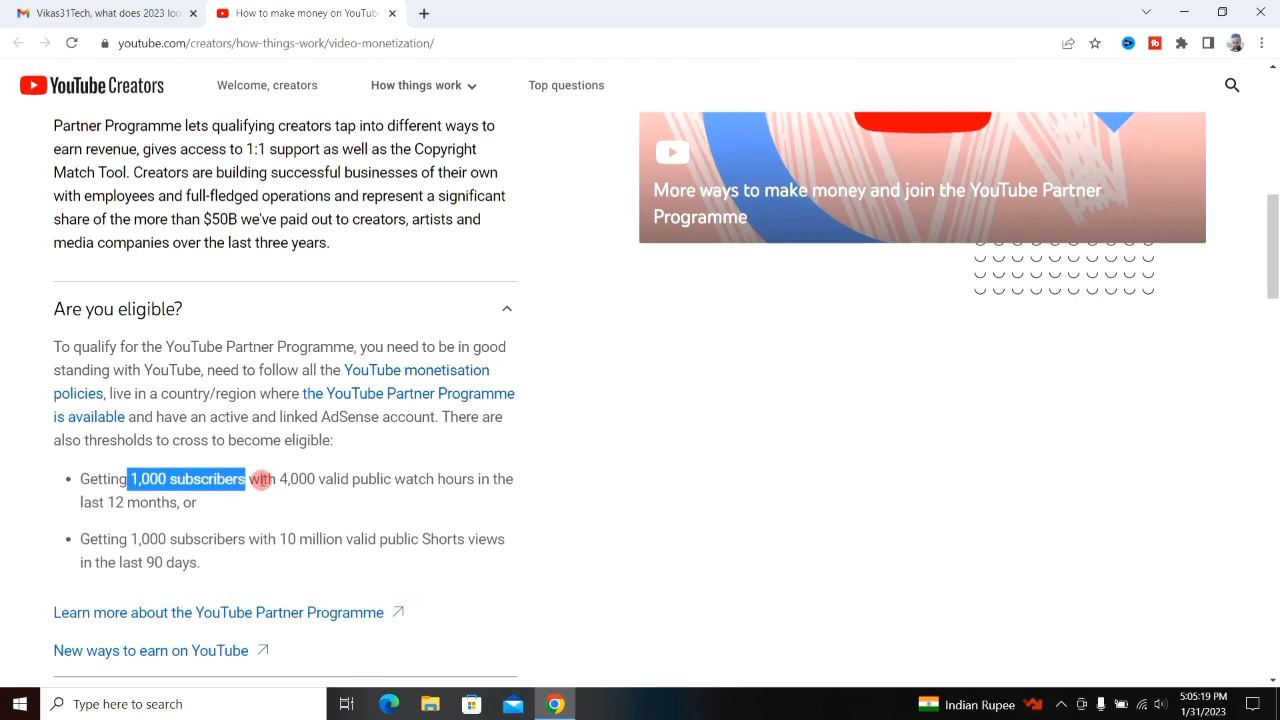 Vikas31Tech, what does 2023 loo
How to make money on YouTube
youtube.com/creators/how-things-work/video-monetization/
YouTube Creators
Welcome, creators
How things work
Top questions
Partner Programme lets qualifying creators tap into different ways to
earn revenue, gives access to 1:1 support as well as the Copyright
Match Tool. Creators are building successful businesses of their own
with employees and full-fledged operations and represent a significant
share of the more than $50B we've paid out to creators, artists and
media companies over the last three years.
More ways to make money and join the YouTube Partner
Programme
Are you eligible?
To qualify for the YouTube Partner Programme, you need to be in good
standing with YouTube, need to follow all the YouTube monetisation
policies, live in a country/region where the YouTube Partner Programme
is available and have an active and linked AdSense account. There are
also thresholds to cross to become eligible:
• Getting 1,000 subscribers with 4,000 valid public watch hours in the
last 12 months, or
• Getting 1,000 subscribers with 10 million valid public Shorts views
in the last 90 days.
Learn more about the YouTube Partner Programme
New ways to earn on YouTube
Type here to search
Indian Rupee
5:05:19 PM
1/31/2023